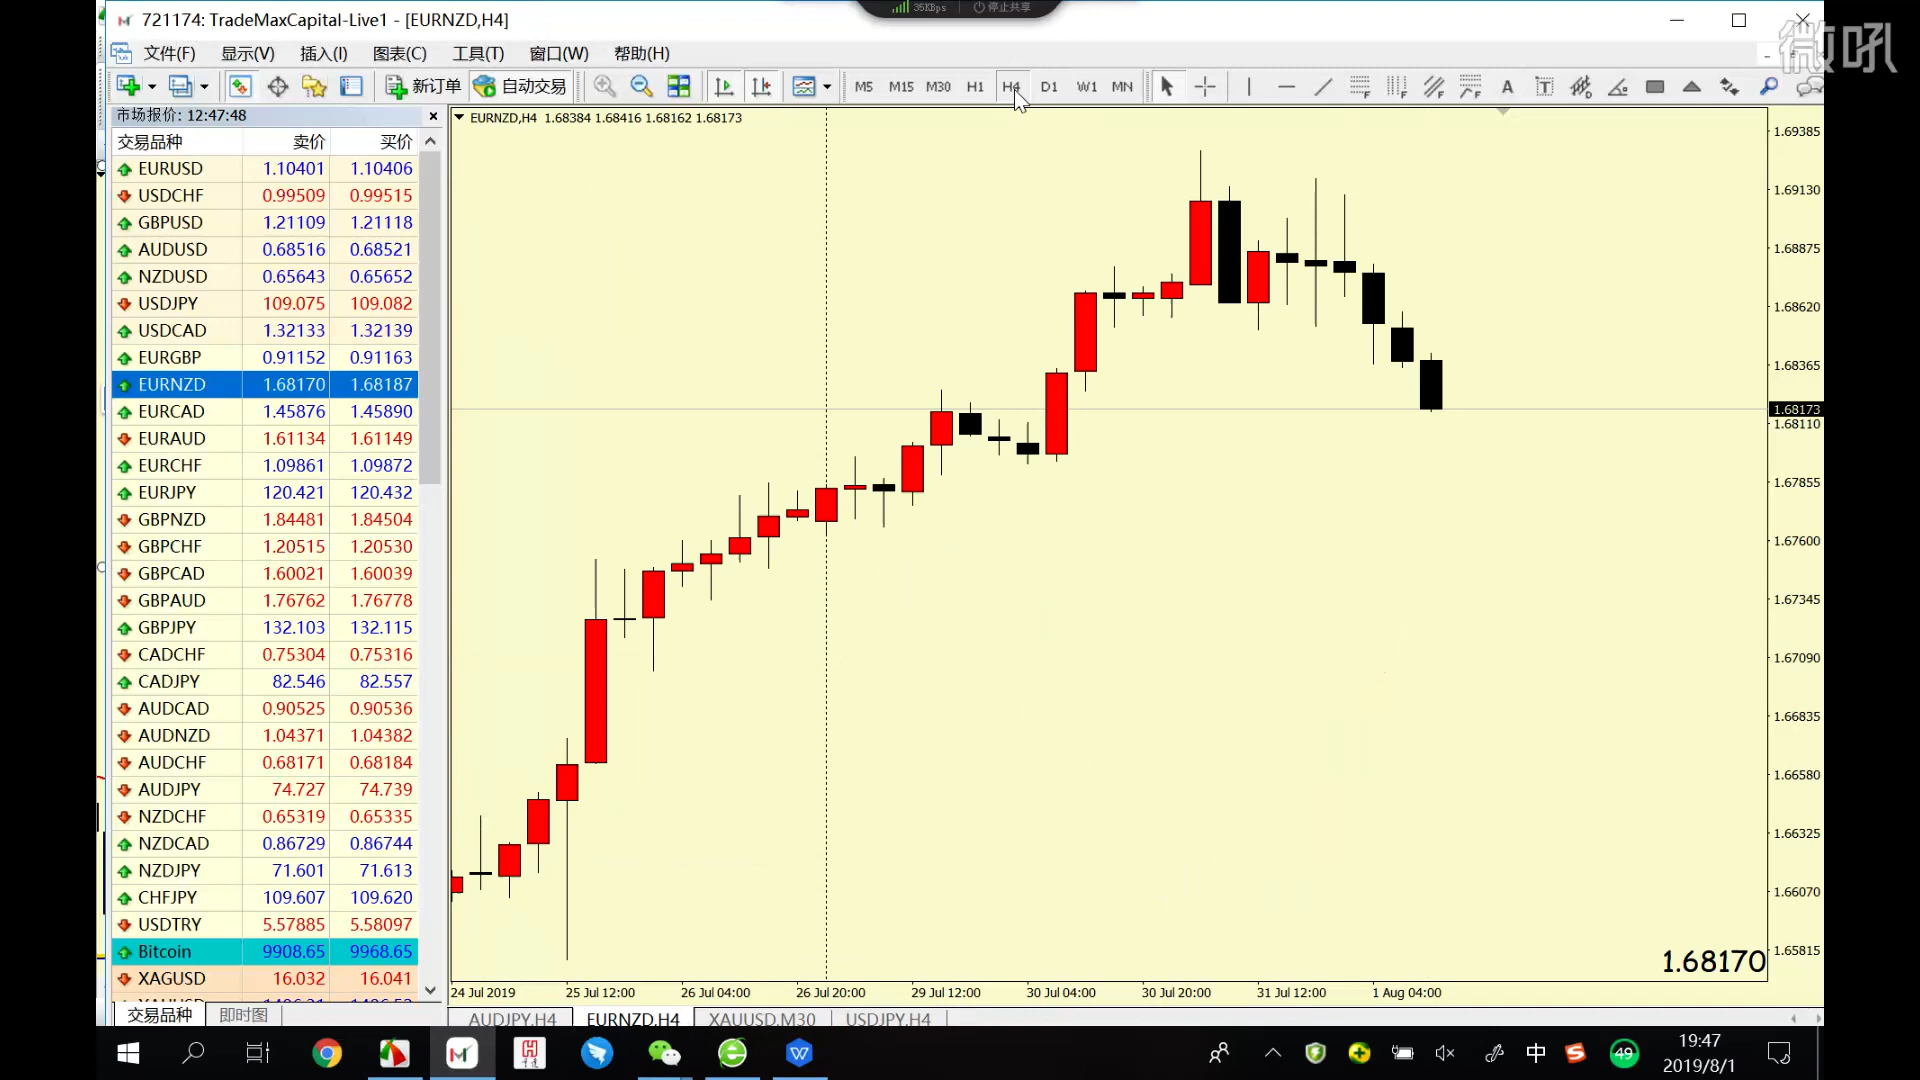 35KBps 停止共享
721174: TradeMaxCapital-Live1 - [EURNZD,H4]
微吼
文件(F) 显示(V) 插入(I) 图表(C) 工具(T) 窗口(W) 帮助(H)
新订单 自动交易 M5 M15 M30 H1 H4 D1 W1 MN
市场报价: 12:47:48
EURNZD,H4 1.68384 1.68416 1.68162 1.68173
交易品种 卖价 买价
EURUSD 1.10401 1.10406
USDCHF 0.99509 0.99515
GBPUSD 1.21109 1.21118
AUDUSD 0.68516 0.68521
NZDUSD 0.65643 0.65652
USDJPY 109.075 109.082
USDCAD 1.32133 1.32139
EURGBP 0.91152 0.91163
EURNZD 1.68170 1.68187
EURCAD 1.45876 1.45890
EURAUD 1.61134 1.61149
EURCHF 1.09861 1.09872
EURJPY 120.421 120.432
GBPNZD 1.84481 1.84504
GBPCHF 1.20515 1.20530
GBPCAD 1.60021 1.60039
GBPAUD 1.76762 1.76778
GBPJPY 132.103 132.115
CADCHF 0.75304 0.75316
CADJPY 82.546 82.557
AUDCAD 0.90525 0.90536
AUDNZD 1.04371 1.04382
AUDCHF 0.68171 0.68184
AUDJPY 74.727 74.739
NZDCHF 0.65319 0.65335
NZDCAD 0.86729 0.86744
NZDJPY 71.601 71.613
CHFJPY 109.607 109.620
USDTRY 5.57885 5.58097
Bitcoin 9908.65 9968.65
XAGUSD 16.032 16.041
交易品种 即时图
1.69385
1.69130
1.68875
1.68620
1.68365
1.68173
1.68110
1.67855
1.67600
1.67345
1.67090
1.66835
1.66580
1.66325
1.66070
1.65815
1.68170
24 Jul 2019 25 Jul 12:00 26 Jul 04:00 26 Jul 20:00 29 Jul 12:00 30 Jul 04:00 30 Jul 20:00 31 Jul 12:00 1 Aug 04:00
AUDJPY,H4 EURNZD,H4 XAUUSD,M30 USDJPY,H4
中 49
19:47
2019/8/1